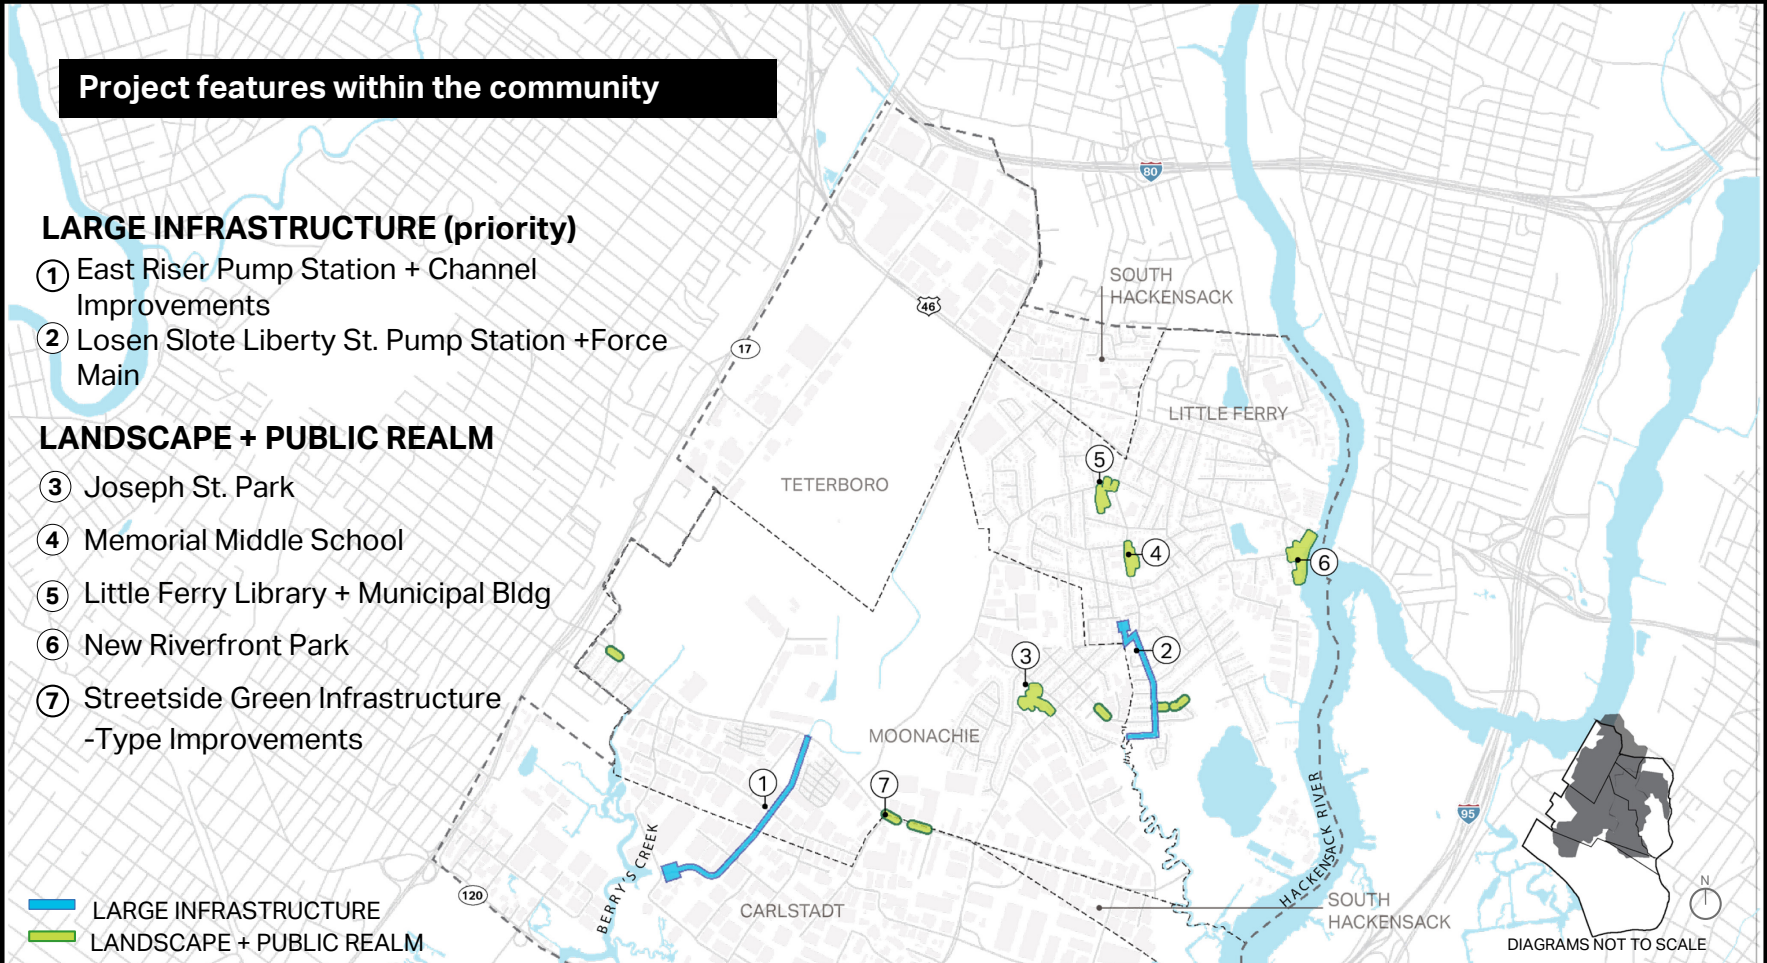 Project features within the community
LARGE INFRASTRUCTURE (priority)
1 East Riser Pump Station + Channel
Improvements
2 Losen Slote Liberty St. Pump Station +Force
Main
LANDSCAPE + PUBLIC REALM
3 Joseph St. Park
4 Memorial Middle School
5 Little Ferry Library + Municipal Bldg
6 New Riverfront Park
7 Streetside Green Infrastructure
-Type Improvements
LARGE INFRASTRUCTURE
LANDSCAPE + PUBLIC REALM
80
SOUTH
HACKENSACK
46
17
LITTLE FERRY
5
TETERBORO
4
6
2
3
MOONACHIE
1
7
BERRY'S CREEK
HACKENSACK RIVER
95
120
CARLSTADT
SOUTH
HACKENSACK
N
DIAGRAMS NOT TO SCALE